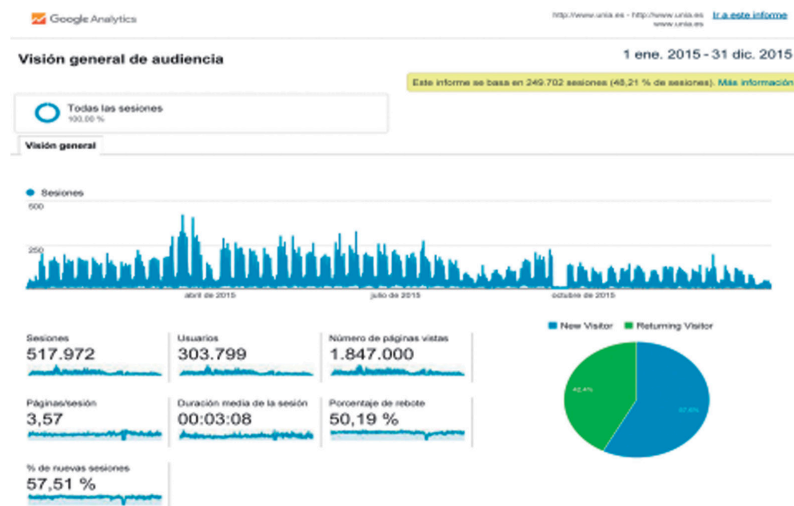 Google Analytics
http://www.unia.es - http://www.unia.es
www.unia.es
Ir a este informe
Visión general de audiencia
1 ene. 2015 - 31 dic. 2015
Este informe se basa en 249.702 sesiones (48,21 % de sesiones). Más información
Todas las sesiones
100,00 %
Visión general
Sesiones
500
250
abril de 2015 julio de 2015 octubre de 2015
Sesiones
517.972
Usuarios
303.799
Número de páginas vistas
1.847.000
Páginas/sesión
3,57
Duración media de la sesión
00:03:08
Porcentaje de rebote
50,19 %
% de nuevas sesiones
57,51 %
New Visitor Returning Visitor
42,4%
57,6%